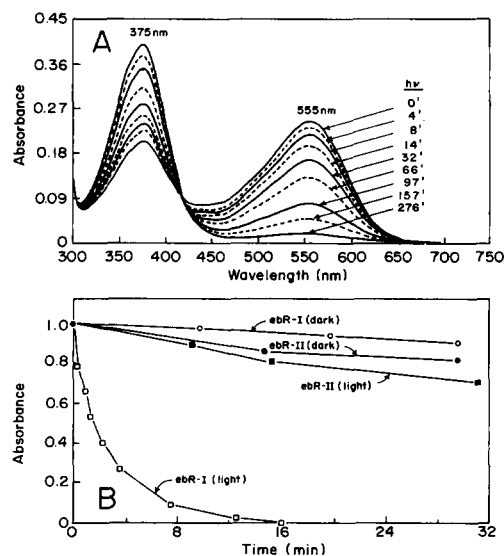 A
0.45
0.36
0.27
0.18
0.09
0
Absorbance
375nm
555nm
hν
0'
4'
8'
14'
32'
66'
97'
157'
276'
300 350 400 450 500 550 600 650 700 750
Wavelength (nm)
B
1.0
0.8
0.6
0.4
0.2
0
Absorbance
ebR-I (dark)
ebR-II (dark)
ebR-II (light)
ebR-I (light)
0 8 16 24 32
Time (min)